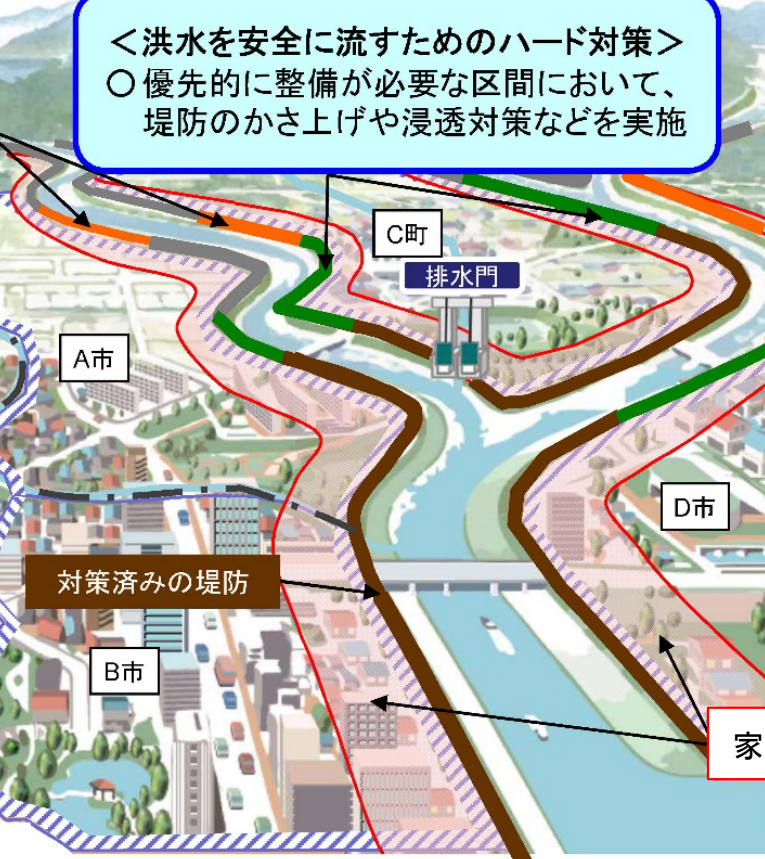 ＜洪水を安全に流すためのハード対策＞
○優先的に整備が必要な区間において、
堤防のかさ上げや浸透対策などを実施
C町
排水門
A市
D市
対策済みの堤防
B市
家